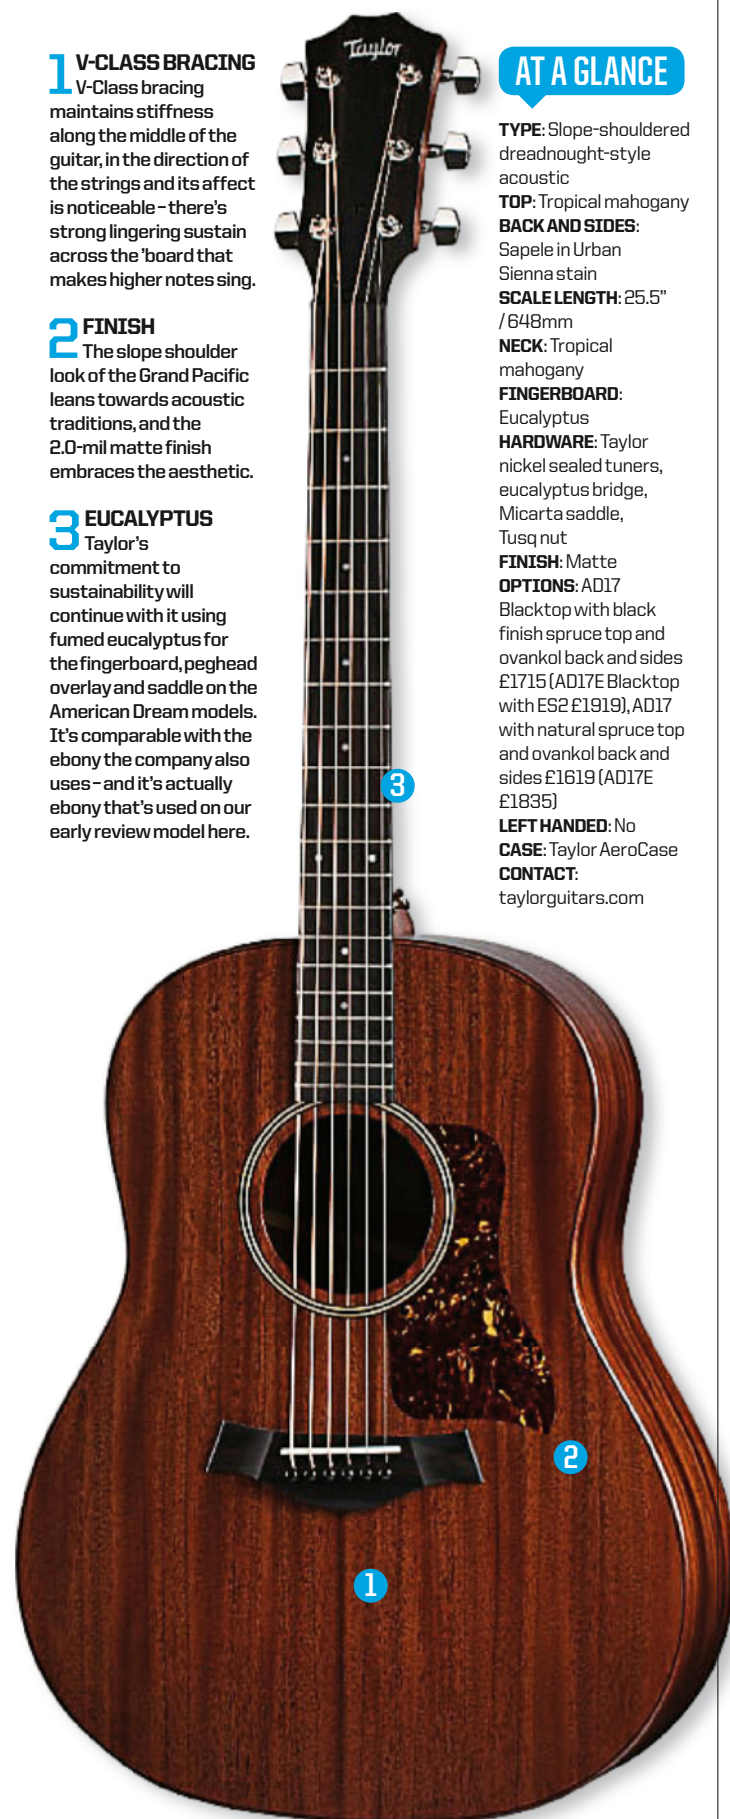 Taylor
1 V-CLASS BRACING
V-Class bracing
maintains stiffness
along the middle of the
guitar, in the direction of
the strings and its affect
is noticeable – there's
strong lingering sustain
across the 'board that
makes higher notes sing.
2 FINISH
The slope shoulder
look of the Grand Pacific
leans towards acoustic
traditions, and the
2.0-mil matte finish
embraces the aesthetic.
3 EUCALYPTUS
Taylor's
commitment to
sustainability will
continue with it using
fumed eucalyptus for
the fingerboard, peghead
overlay and saddle on the
American Dream models.
It's comparable with the
ebony the company also
uses – and it's actually
ebony that's used on our
early review model here.
AT A GLANCE
TYPE: Slope-shouldered
dreadnought-style
acoustic
TOP: Tropical mahogany
BACK AND SIDES:
Sapele in Urban
Sienna stain
SCALE LENGTH: 25.5”
/ 648mm
NECK: Tropical
mahogany
FINGERBOARD:
Eucalyptus
HARDWARE: Taylor
nickel sealed tuners,
eucalyptus bridge,
Micarta saddle,
Tusq nut
FINISH: Matte
OPTIONS: AD17
Blacktop with black
finish spruce top and
ovankol back and sides
£1715 (AD17E Blacktop
with ES2 £1919), AD17
with natural spruce top
and ovankol back and
sides £1619 (AD17E
£1835)
LEFT HANDED: No
CASE: Taylor AeroCase
CONTACT:
taylorguitars.com
3
2
1